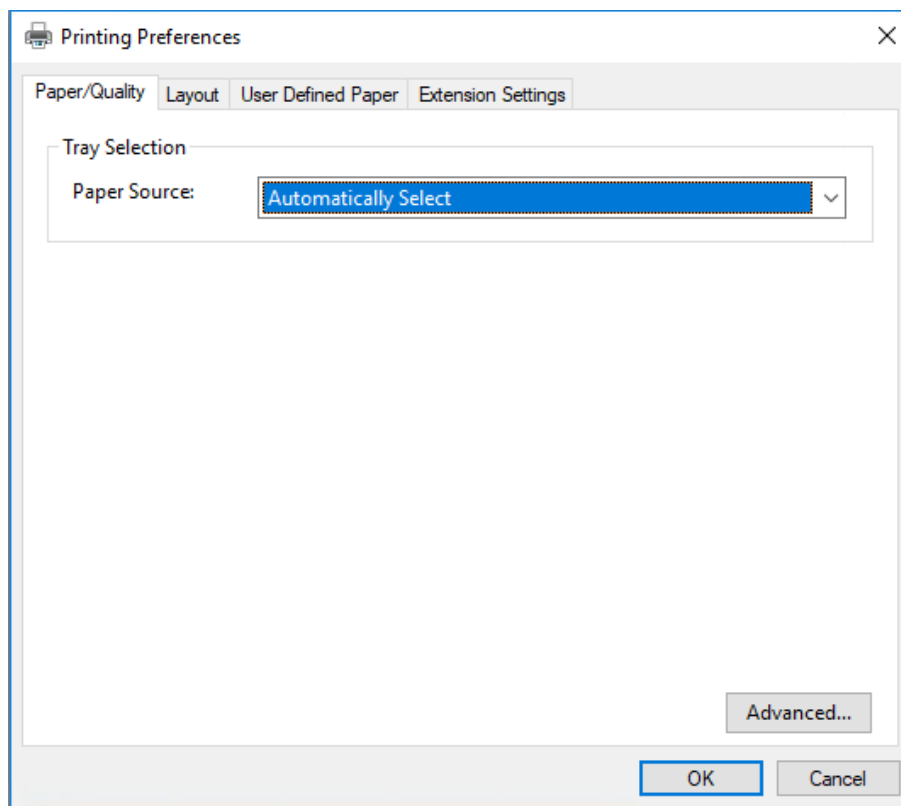 Printing Preferences
Paper/Quality Layout User Defined Paper Extension Settings
Tray Selection
Paper Source: Automatically Select
Advanced...
OK Cancel